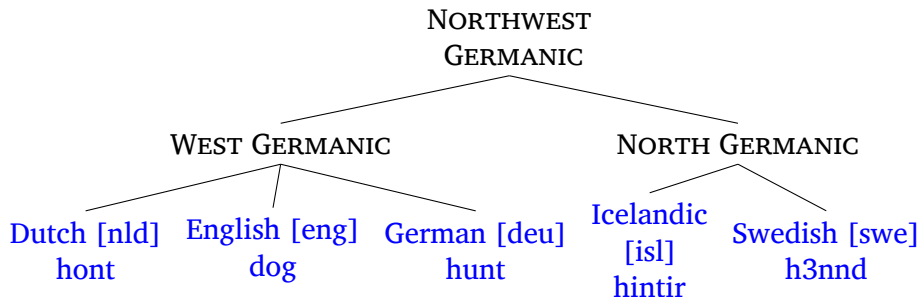 NORTHWEST
GERMANIC
WEST GERMANIC
NORTH GERMANIC
Dutch [nld]
hont
English [eng]
dog
German [deu]
hunt
Icelandic
[isl]
hintir
Swedish [swe]
h3nnd